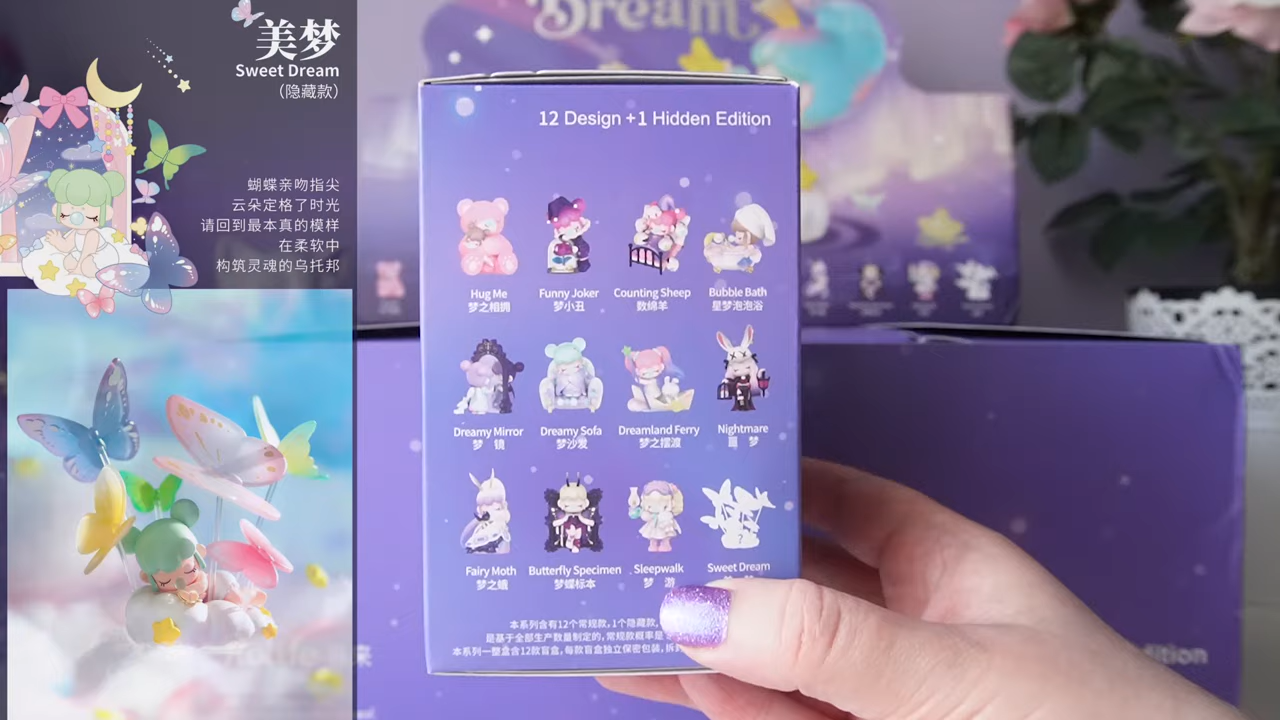 美梦
Sweet Dream
（隐藏款）
蝴蝶亲吻指尖
云朵定格了时光
请回到最本真的模样
在柔软中
构筑灵魂的乌托邦
Dream
12 Design +1 Hidden Edition
Hug Me
梦之相拥
Funny Joker
梦小丑
Counting Sheep
数绵羊
Bubble Bath
星梦泡泡浴
Dreamy Mirror
梦 镜
Dreamy Sofa
梦沙发
Dreamland Ferry
梦之摆渡
Nightmare
噩 梦
Fairy Moth
梦之蛾
Butterfly Specimen
梦蝶标本
Sleepwalk
梦 游
Sweet Dream
本系列含有12个常规款，1个隐藏款，
是基于全部生产数量制定的，常规款概率是
本系列一整盒含12款盲盒，每款盲盒独立保密包装，拆